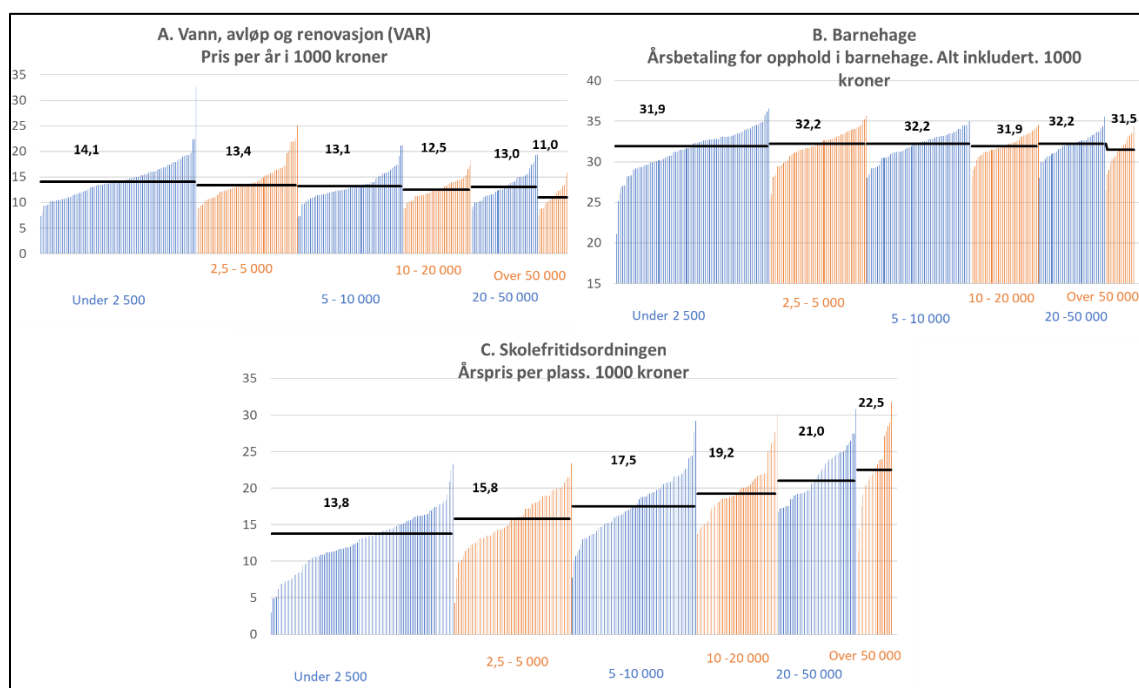 A. Vann, avløp og renovasjon (VAR)
Pris per år i 1000 kroner
35
30
25
20
15
10
5
0
14,1
13,4
13,1
12,5
13,0
11,0
2,5 - 5 000
10 - 20 000
Over 50 000
Under 2 500
5 - 10 000
20 - 50 000
B. Barnehage
Årsbetaling for opphold i barnehage. Alt inkludert. 1000
kroner
40
35
30
25
20
15
31,9
32,2
32,2
31,9
32,2
31,5
2,5 - 5 000
10 - 20 000
Over 50 000
Under 2 500
5 - 10 000
20 -50 000
C. Skolefritidsordningen
Årspris per plass. 1000 kroner
35
30
25
20
15
10
5
0
13,8
15,8
17,5
19,2
21,0
22,5
2,5 - 5 000
10 -20 000
Over 50 000
Under 2 500
5 -10 000
20 - 50 000